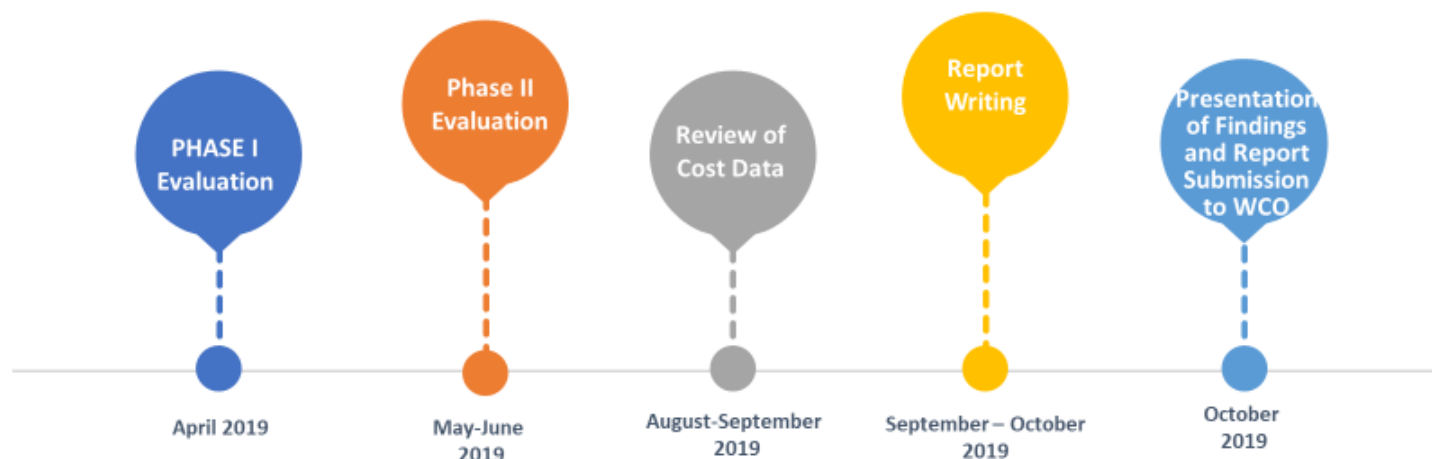 PHASE I
Evaluation
Phase II
Evaluation
Review of
Cost Data
Report
Writing
Presentation
of Findings
and Report
Submission
to WCO
April 2019
May-June
2019
August-September
2019
September – October
2019
October
2019